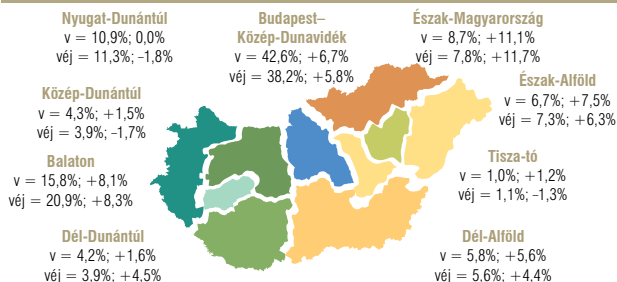 Nyugat-Dunántúl
v = 10,9%; 0,0%
véj = 11,3%; –1,8%
Budapest–
Közép-Dunavidék
v = 42,6%; +6,7%
véj = 38,2%; +5,8%
Észak-Magyarország
v = 8,7%; +11,1%
véj = 7,8%; +11,7%
Közép-Dunántúl
v = 4,3%; +1,5%
véj = 3,9%; –1,7%
Észak-Alföld
v = 6,7%; +7,5%
véj = 7,3%; +6,3%
Balaton
v = 15,8%; +8,1%
véj = 20,9%; +8,3%
Tisza-tó
v = 1,0%; +1,2%
véj = 1,1%; –1,3%
Dél-Dunántúl
v = 4,2%; +1,6%
véj = 3,9%; +4,5%
Dél-Alföld
v = 5,8%; +5,6%
véj = 5,6%; +4,4%